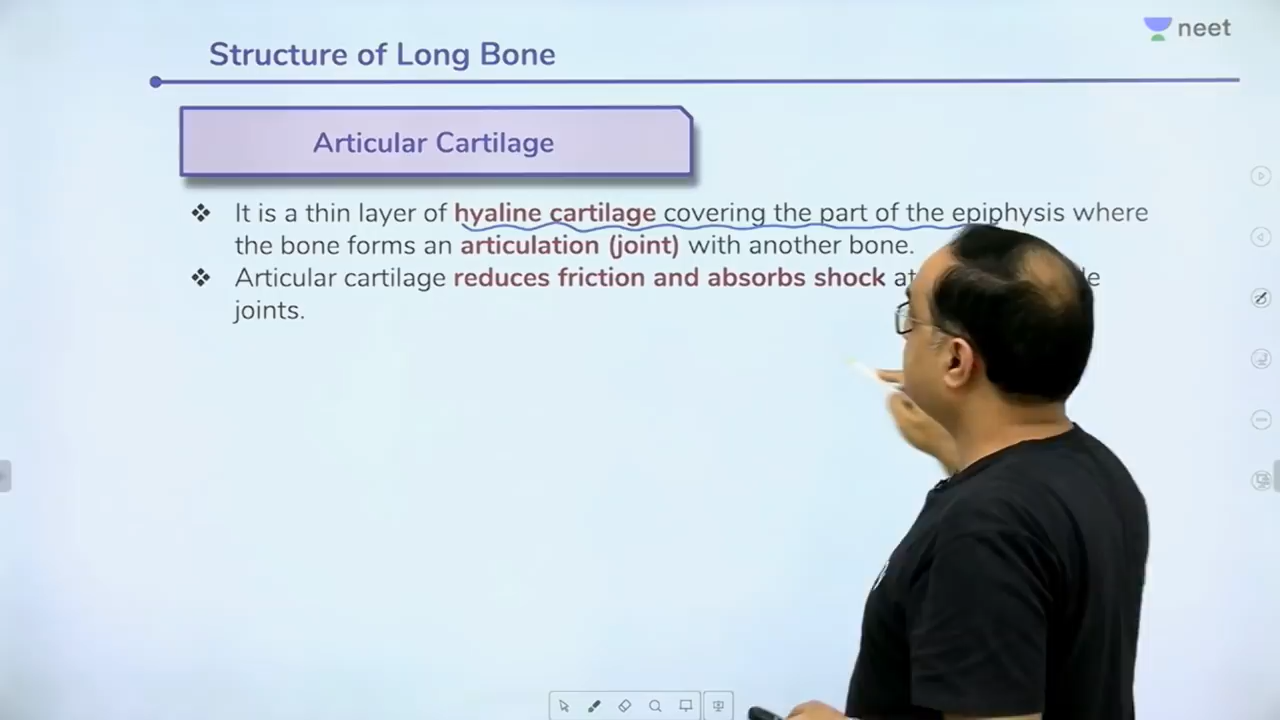 neet
Structure of Long Bone
Articular Cartilage
It is a thin layer of hyaline cartilage covering the part of the epiphysis where
the bone forms an articulation (joint) with another bone.
Articular cartilage reduces friction and absorbs shock
joints.